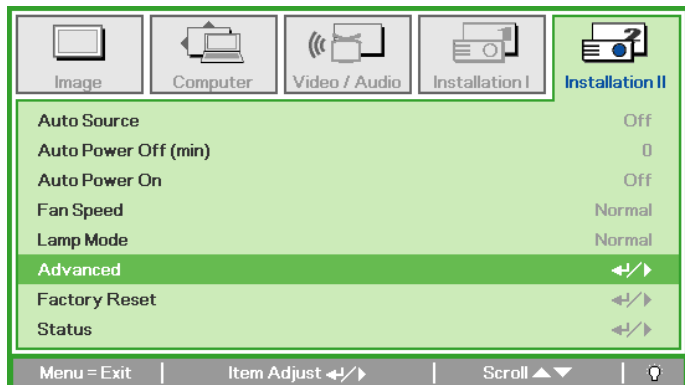 Image Computer Video / Audio Installation I Installation II
Auto Source Off
Auto Power Off (min) 0
Auto Power On Off
Fan Speed Normal
Lamp Mode Normal
Advanced ↵/▶
Factory Reset ↵/▶
Status ↵/▶
Menu = Exit | Item Adjust ↵/▶ | Scroll ▲▼ |